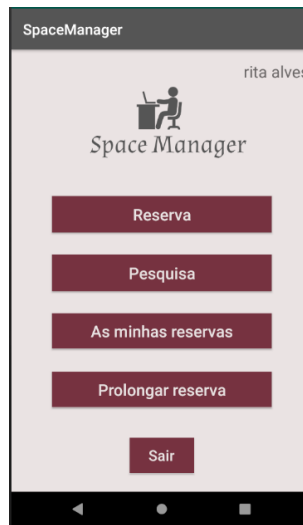 SpaceManager
rita alves
Space Manager
Reserva
Pesquisa
As minhas reservas
Prolongar reserva
Sair